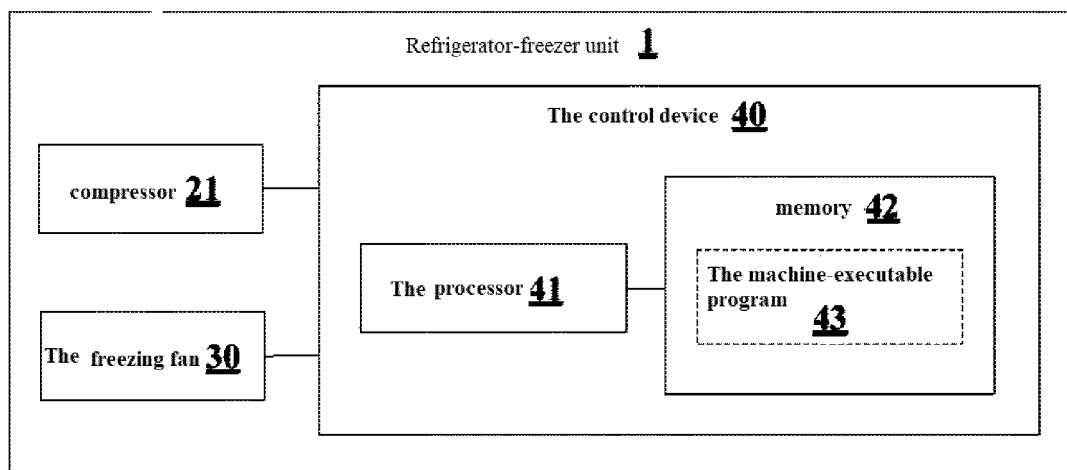 Refrigerator-freezer unit 1
The control device 40
compressor 21
memory 42
The processor 41
The machine-executable
program
43
The freezing fan 30